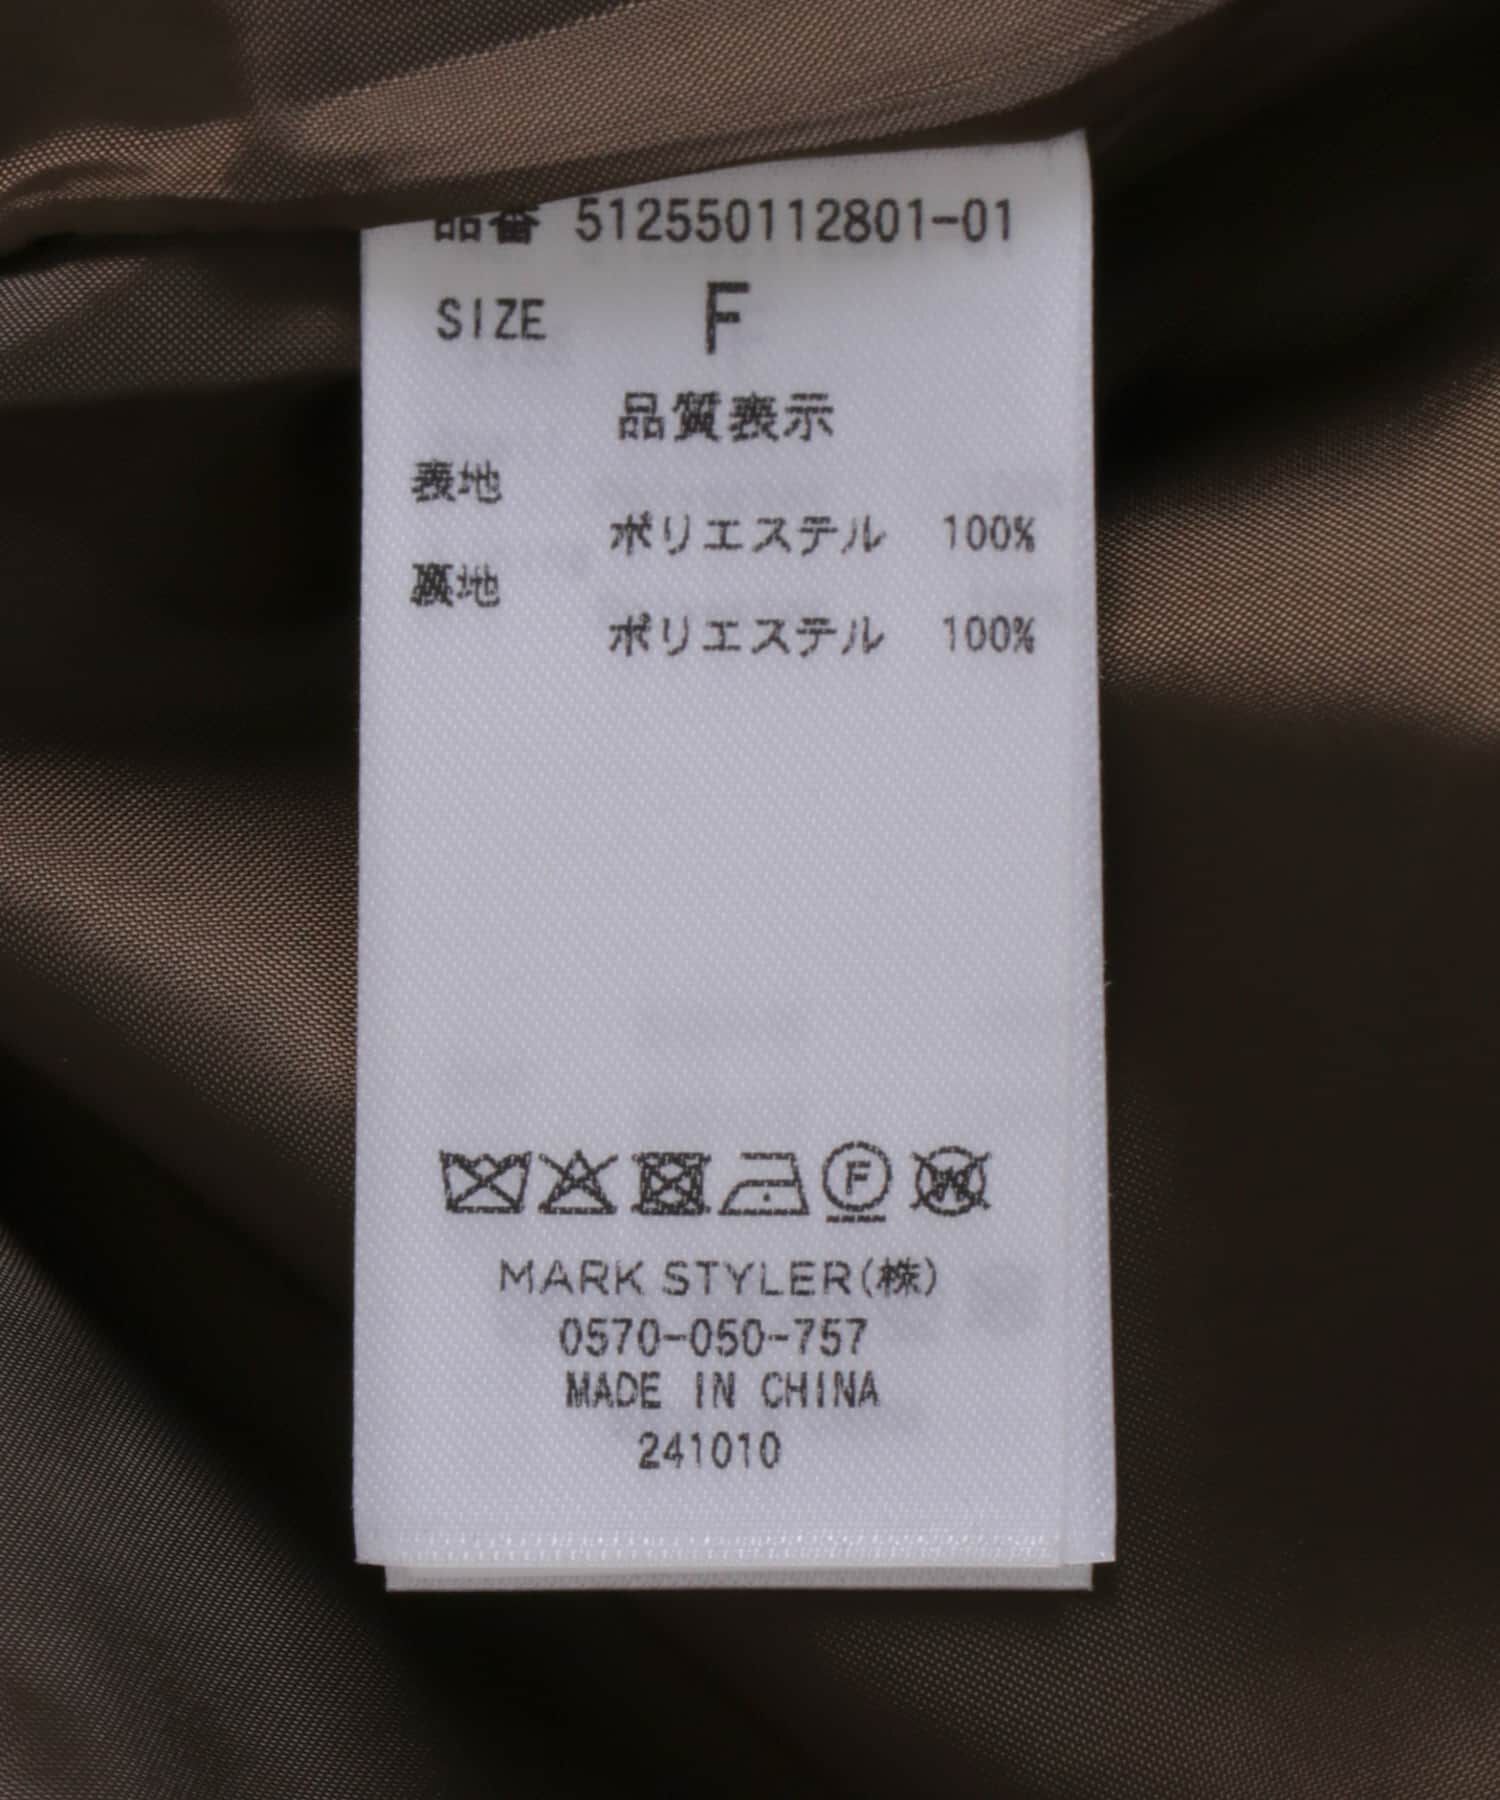 品番 512550112801-01
SIZE F
品質表示
表地
ポリエステル 100%
裏地
ポリエステル 100%
F W
MARK STYLER(株)
0570-050-757
MADE IN CHINA
241010